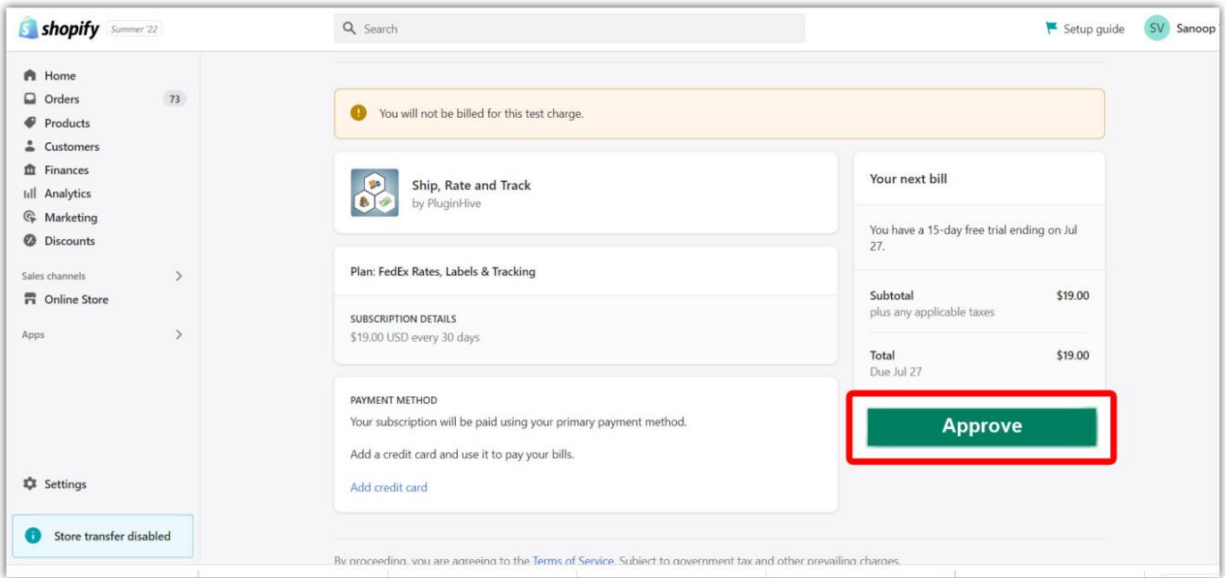 shopify Summer '22
Search
Setup guide
SV Sanoop
Home
Orders 73
Products
Customers
Finances
Analytics
Marketing
Discounts
Sales channels
Online Store
Apps
Settings
Store transfer disabled
You will not be billed for this test charge.
Ship, Rate and Track
by PluginHive
Plan: FedEx Rates, Labels & Tracking
SUBSCRIPTION DETAILS
$19.00 USD every 30 days
PAYMENT METHOD
Your subscription will be paid using your primary payment method.
Add a credit card and use it to pay your bills.
Add credit card
Your next bill
You have a 15-day free trial ending on Jul
27.
Subtotal $19.00
plus any applicable taxes
Total $19.00
Due Jul 27
Approve
By proceeding, you are agreeing to the Terms of Service. Subject to government tax and other prevailing charges.